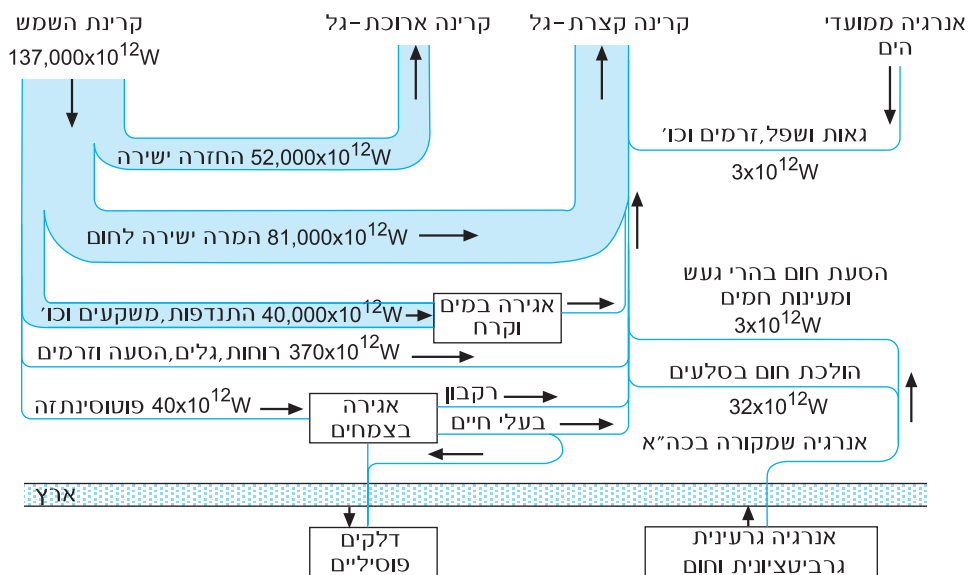 קרינת השמש
137,000x10¹²W
קרינה ארוכת-גל
קרינה קצרת-גל
אנרגיה ממועדי
הים
גאות ושפל, זרמים וכו'
3x10¹²W
החזרה ישירה 52,000x10¹²W
המרה ישירה לחום 81,000x10¹²W
הסעת חום בהרי געש
ומעינות חמים
3x10¹²W
התנדפות, משקעים וכו' 40,000x10¹²W
אגירה במים
וקרח
רוחות, גלים, הסעה וזרמים 370x10¹²W
הולכת חום בסלעים
32x10¹²W
פוטוסינתזה 40x10¹²W
אגירה
בצמחים
רקבון
בעלי חיים
אנרגיה שמקורה בכה"א
ארץ
דלקים
פוסיליים
אנרגיה גרעינית
גרביטציונית וחום